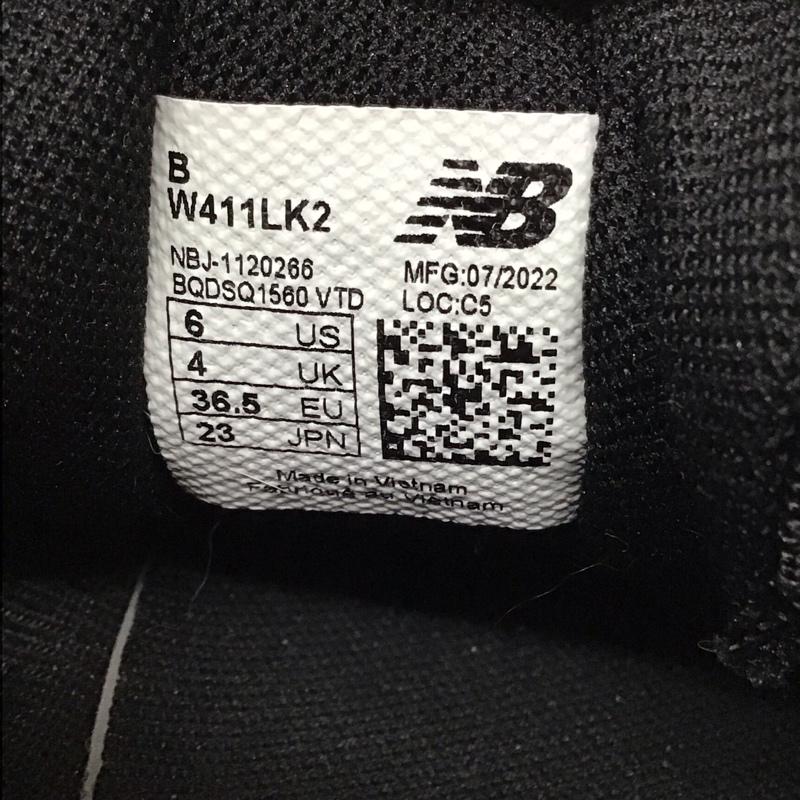 B
W411LK2
NB
NBJ-1120266
BQDSQ1560 VTD
MFG:07/2022
LOC:C5
6 US
4 UK
36.5 EU
23 JPN
Made in Vietnam
Fabriqué au Vietnam